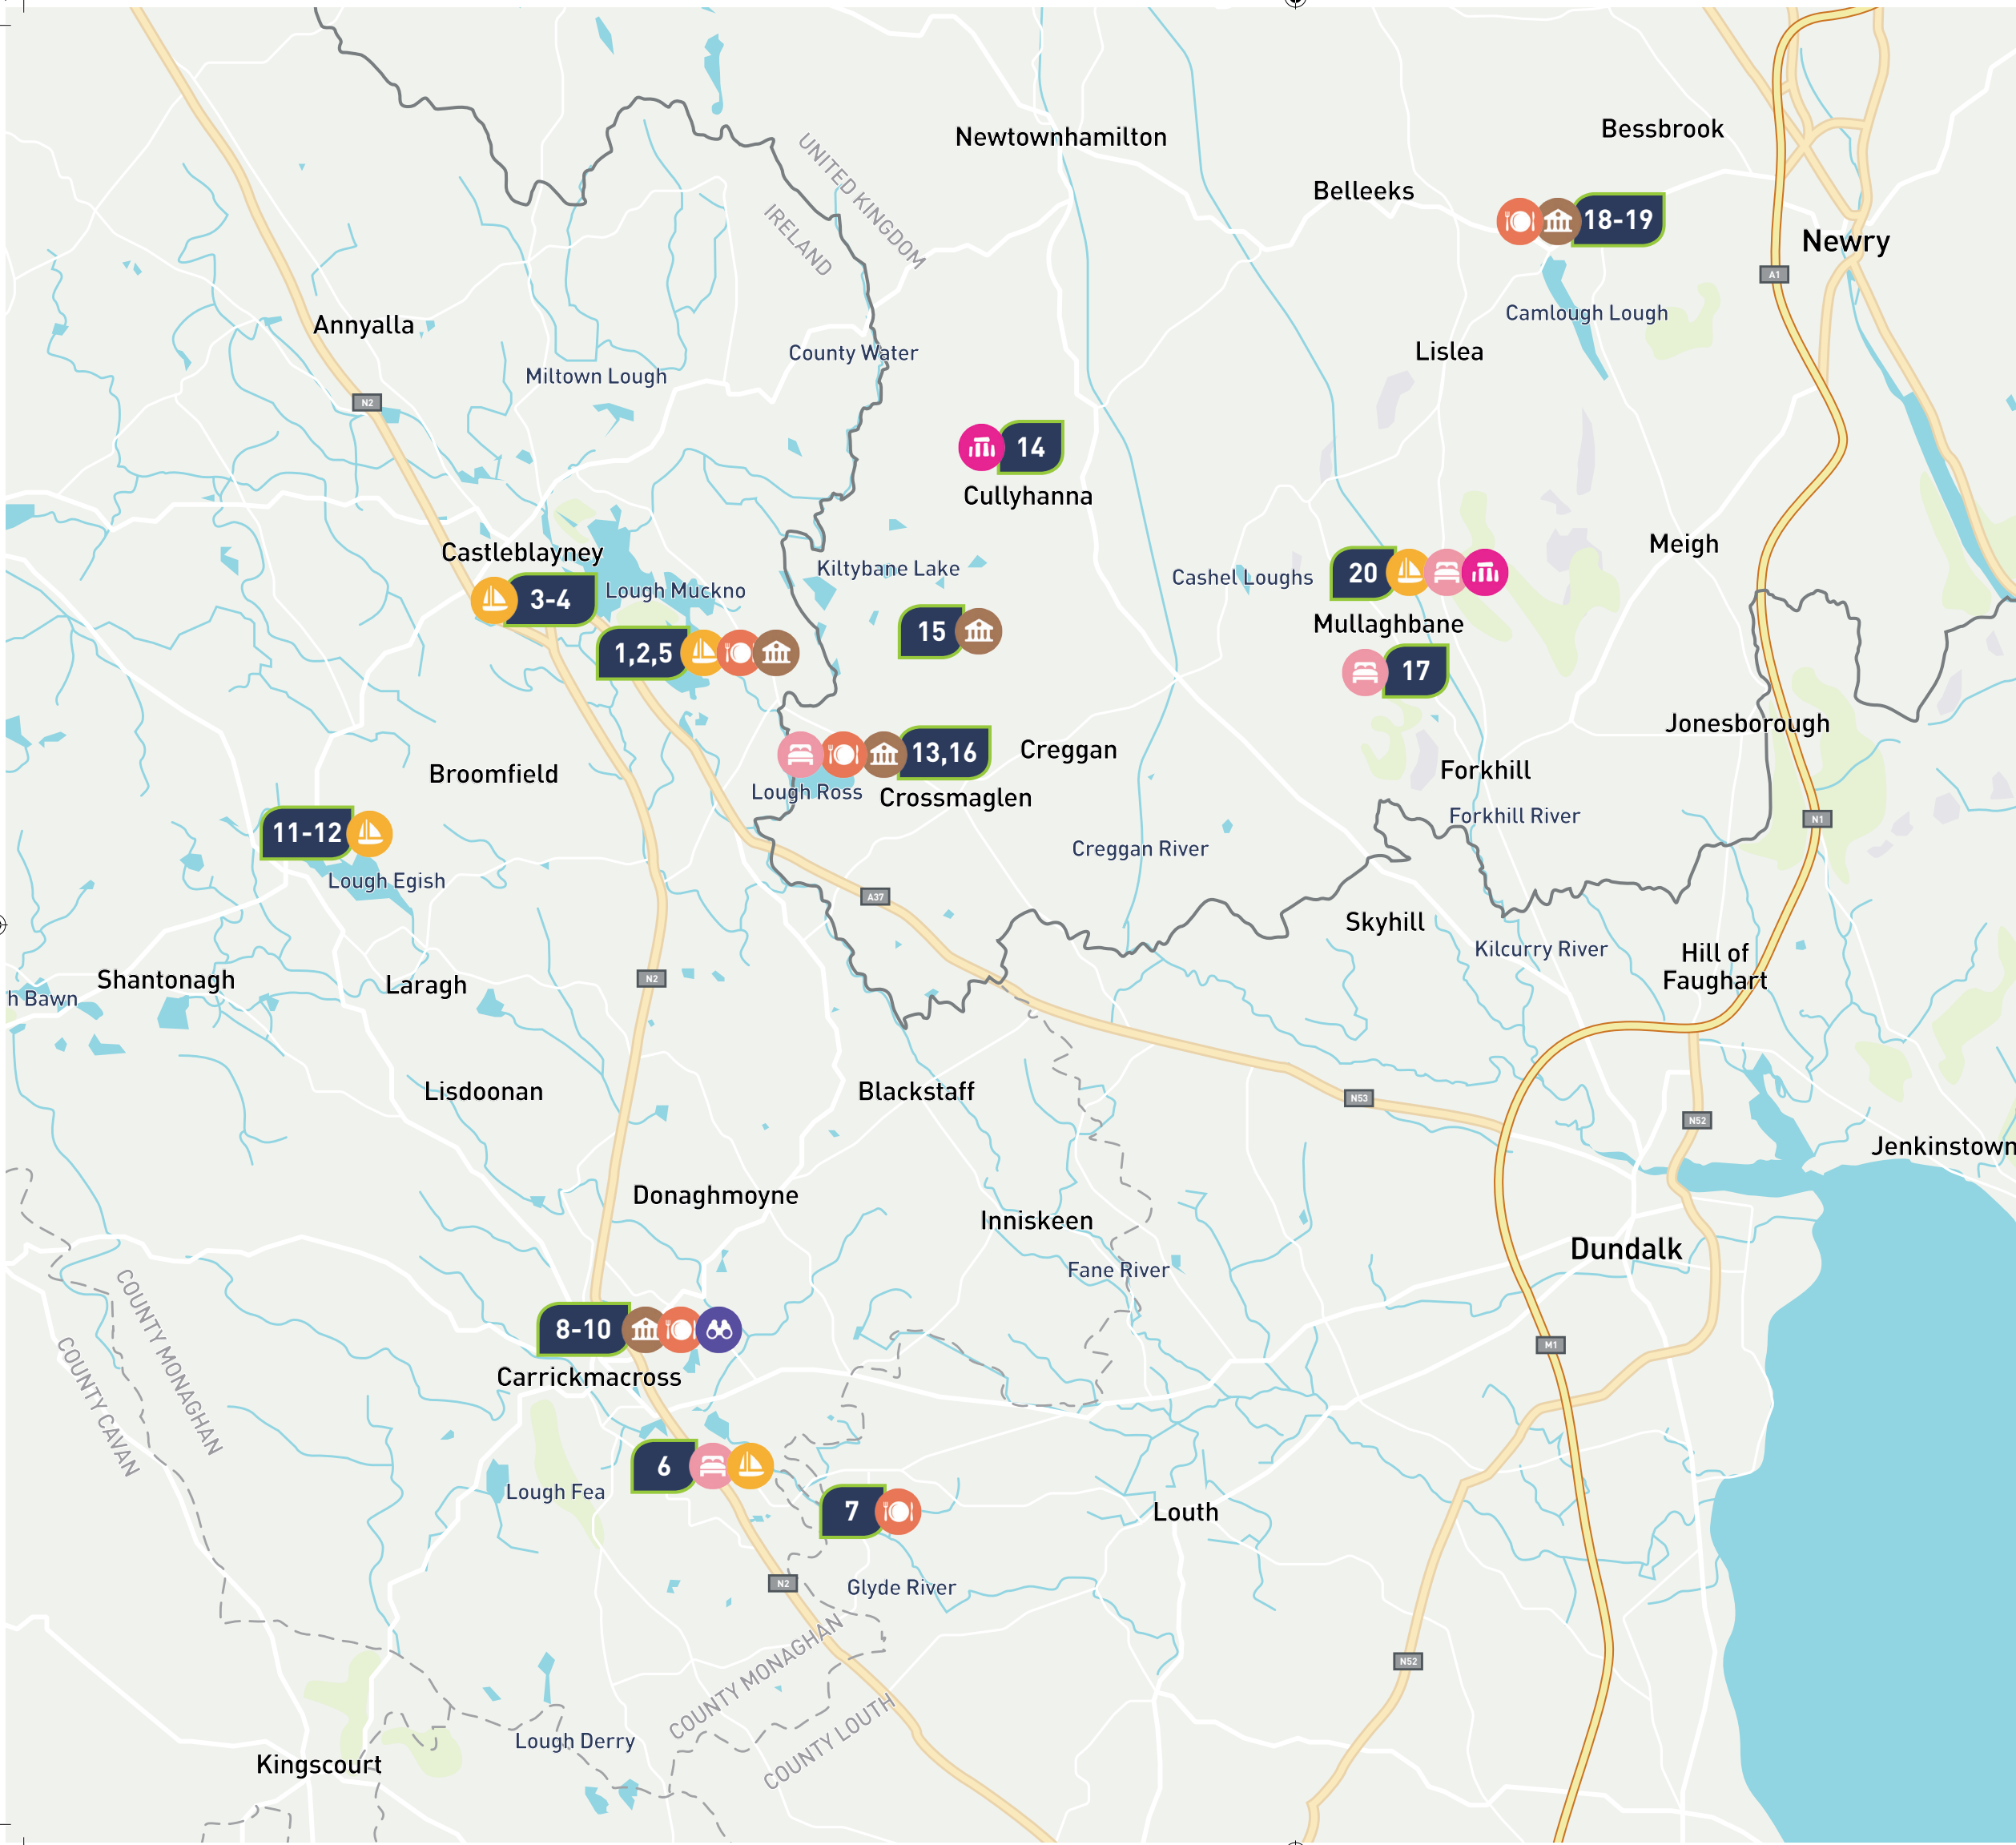 Newtownhamilton
Bessbrook
UNITED KINGDOM
IRELAND
Belleeks
18-19
Newry
A1
Camlough Lough
Annyalla
County Water
Lislea
Miltown Lough
N2
14
Cullyhanna
Castleblayney
Meigh
Kiltybane Lake
Cashel Loughs
20
3-4
Lough Muckno
Mullaghbane
15
1,2,5
17
Jonesborough
13,16
Creggan
Broomfield
Forkhill
Lough Ross
Crossmaglen
Forkhill River
N1
11-12
Creggan River
Lough Egish
A37
Skyhill
Kilcurry River
Hill of
Faughart
Shantonagh
Laragh
N2
h Bawn
Lisdoonan
Blackstaff
N53
N52
Jenkinstown
Donaghmoyne
Inniskeen
Dundalk
Fane River
COUNTY MONAGHAN
COUNTY CAVAN
8-10
M1
Carrickmacross
6
Lough Fea
7
Louth
N2
Glyde River
COUNTY MONAGHAN
COUNTY LOUTH
N52
Lough Derry
Kingscourt